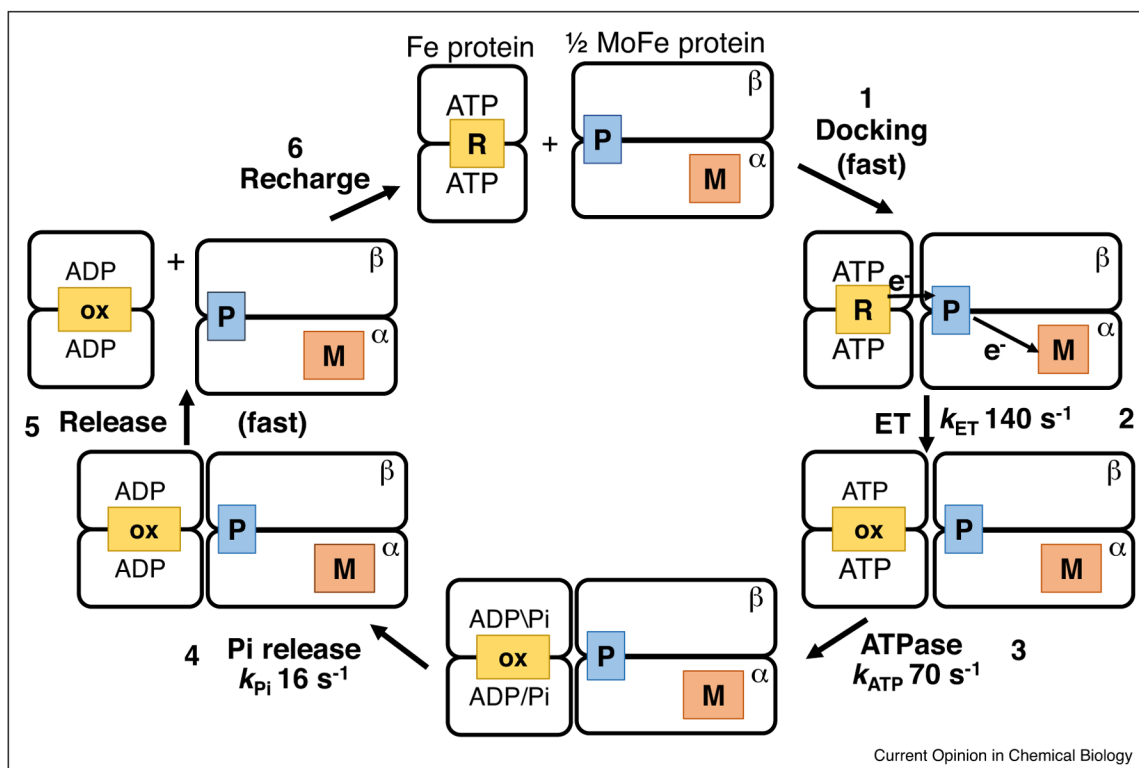 Fe protein
½ MoFe protein
ATP
R
ATP
+
P
β
M
α
1
Docking
(fast)
ATP
R
ATP
e-
P
e-
β
M
α
ET
kET 140 s-1
2
ATP
ox
ATP
P
β
M
α
ATPase
kATP 70 s-1
3
ADP\Pi
ox
ADP/Pi
P
β
M
α
4
Pi release
kPi 16 s-1
ADP
ox
ADP
P
β
M
α
5
Release
(fast)
ADP
ox
ADP
+
P
β
M
α
6
Recharge
Current Opinion in Chemical Biology